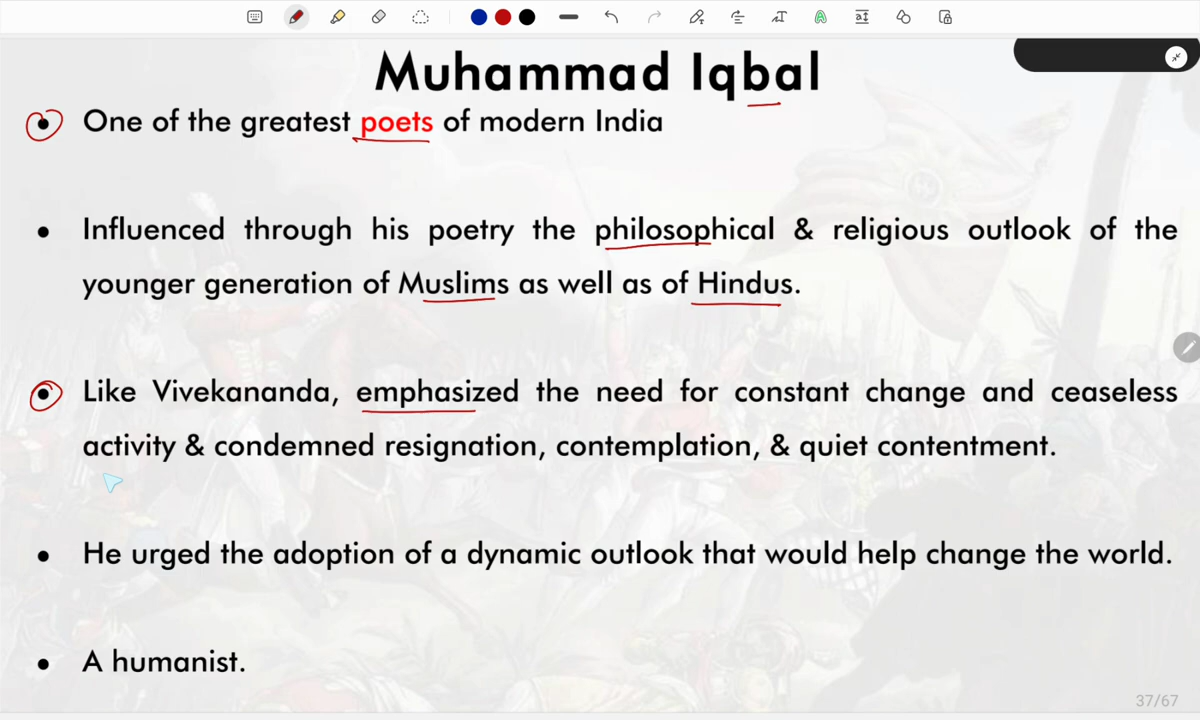 Muhammad Iqbal
• One of the greatest poets of modern India
• Influenced through his poetry the philosophical & religious outlook of the
younger generation of Muslims as well as of Hindus.
• Like Vivekananda, emphasized the need for constant change and ceaseless
activity & condemned resignation, contemplation, & quiet contentment.
• He urged the adoption of a dynamic outlook that would help change the world.
• A humanist.
37/67